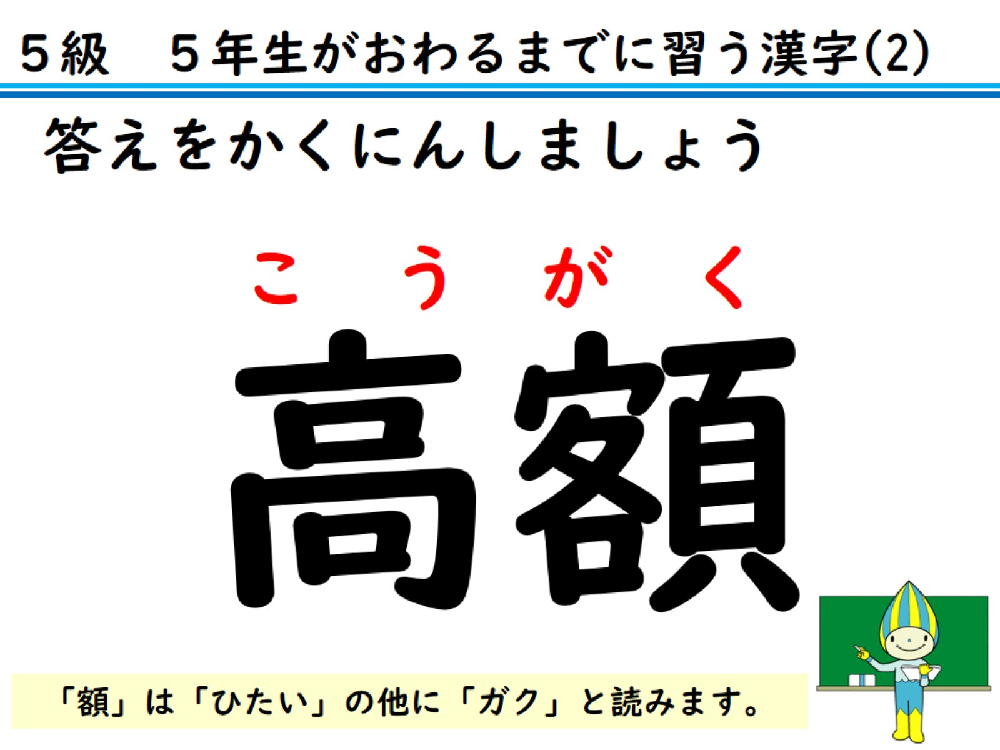 ５級　５年生がおわるまでに習う漢字(2)
答えをかくにんしましょう
こうがく
高額
「額」は「ひたい」の他に「ガク」と読みます。